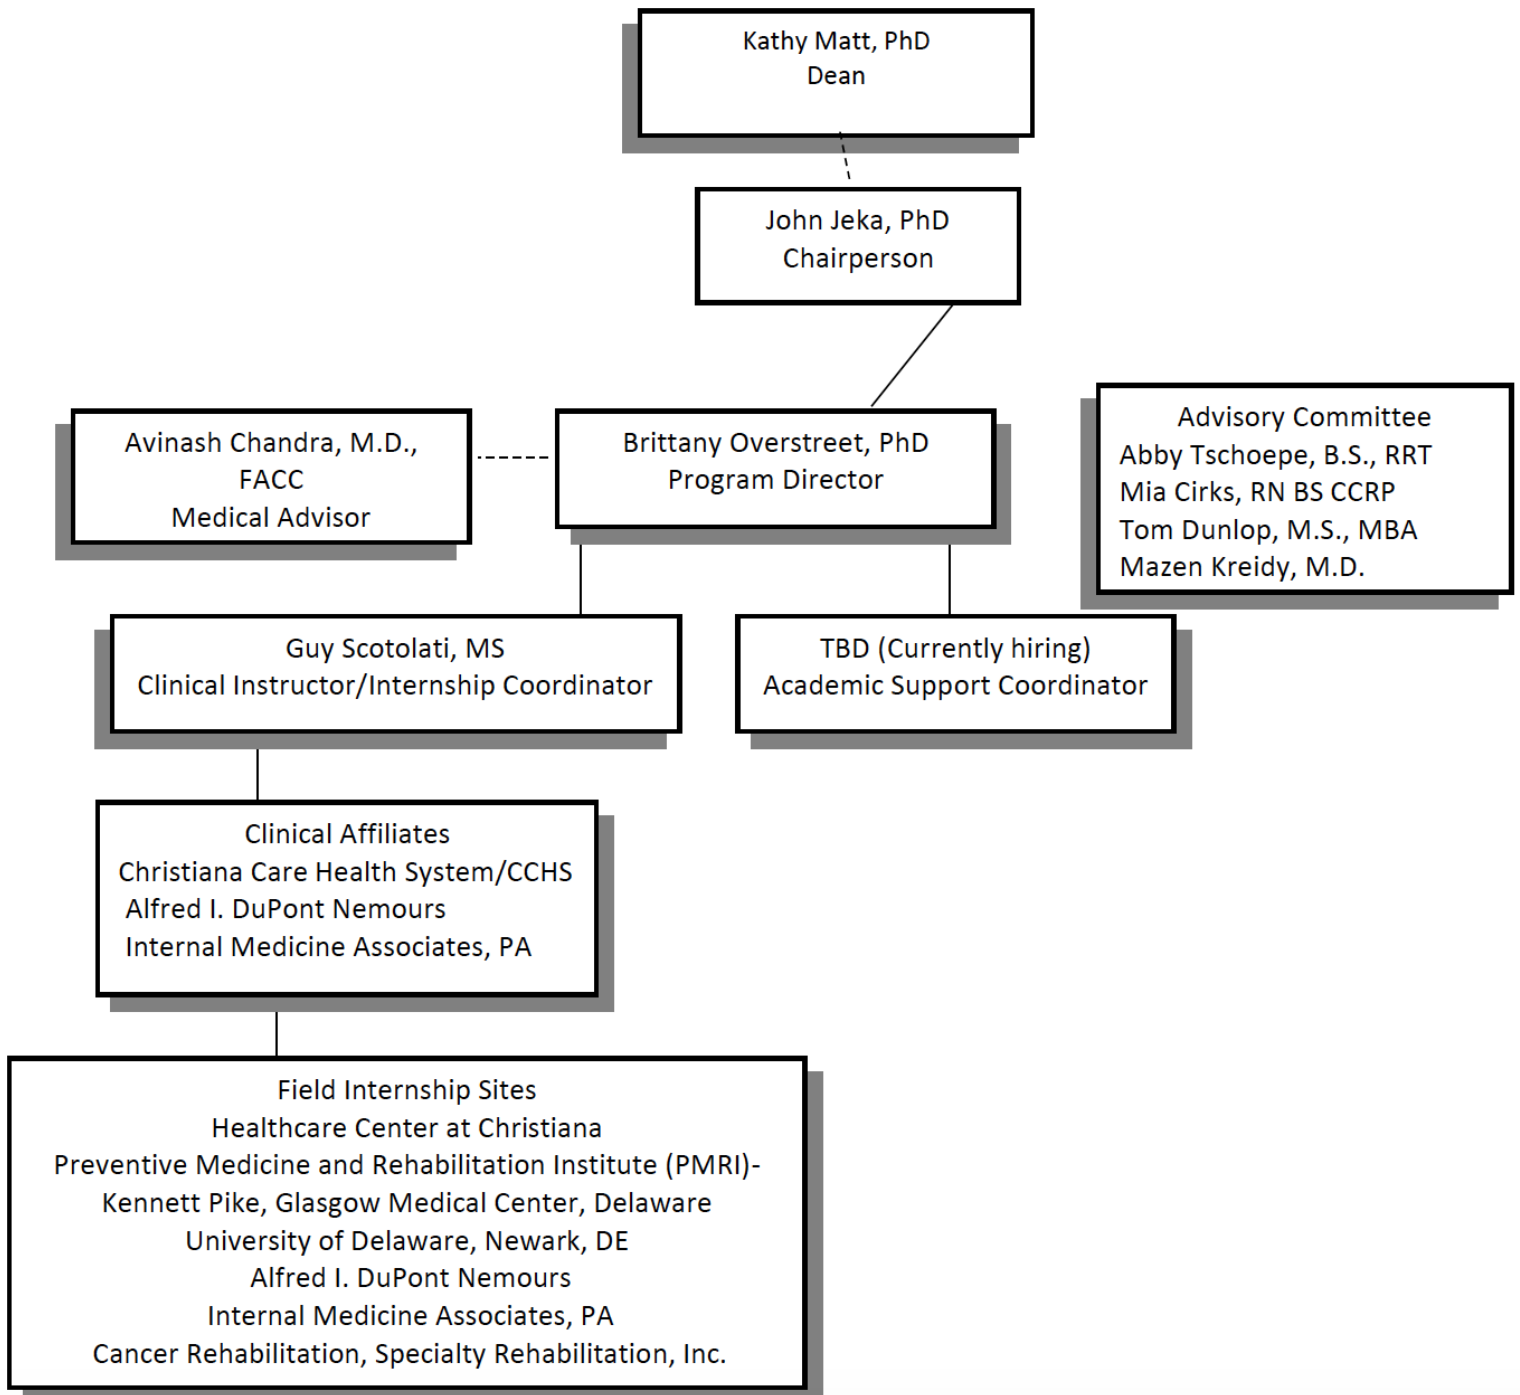 Kathy Matt, PhD
Dean
John Jeka, PhD
Chairperson
Avinash Chandra, M.D.,
FACC
Medical Advisor
Brittany Overstreet, PhD
Program Director
Advisory Committee
Abby Tschoepe, B.S., RRT
Mia Cirks, RN BS CCRP
Tom Dunlop, M.S., MBA
Mazen Kreidy, M.D.
Guy Scotolati, MS
Clinical Instructor/Internship Coordinator
TBD (Currently hiring)
Academic Support Coordinator
Clinical Affiliates
Christiana Care Health System/CCHS
Alfred I. DuPont Nemours
Internal Medicine Associates, PA
Field Internship Sites
Healthcare Center at Christiana
Preventive Medicine and Rehabilitation Institute (PMRI)-
Kennett Pike, Glasgow Medical Center, Delaware
University of Delaware, Newark, DE
Alfred I. DuPont Nemours
Internal Medicine Associates, PA
Cancer Rehabilitation, Specialty Rehabilitation, Inc.